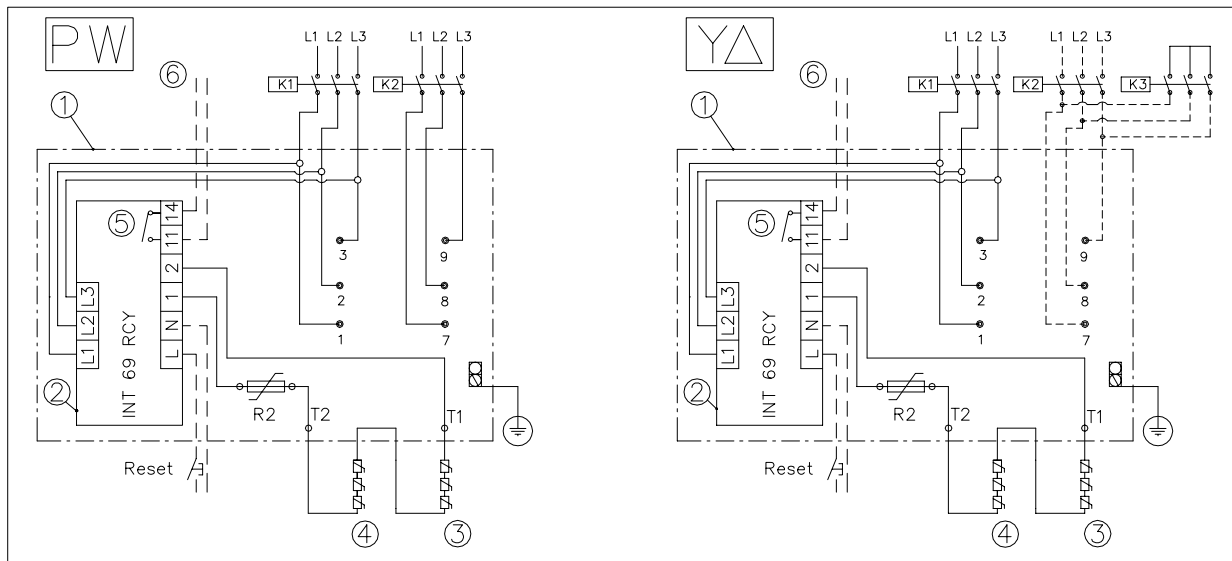 PW
L1 L2 L3
L1 L2 L3
K1
K2
6
1
5
14
11
2
1
N
L
L3
L2
L1
INT 69 RCY
2
3
2
1
9
8
7
R2
T2
T1
Reset
4
3
Y△
L1 L2 L3
L1 L2 L3
K1
K2
K3
6
1
5
14
11
2
1
N
L
L3
L2
L1
INT 69 RCY
2
3
2
1
9
8
7
R2
T2
T1
Reset
4
3